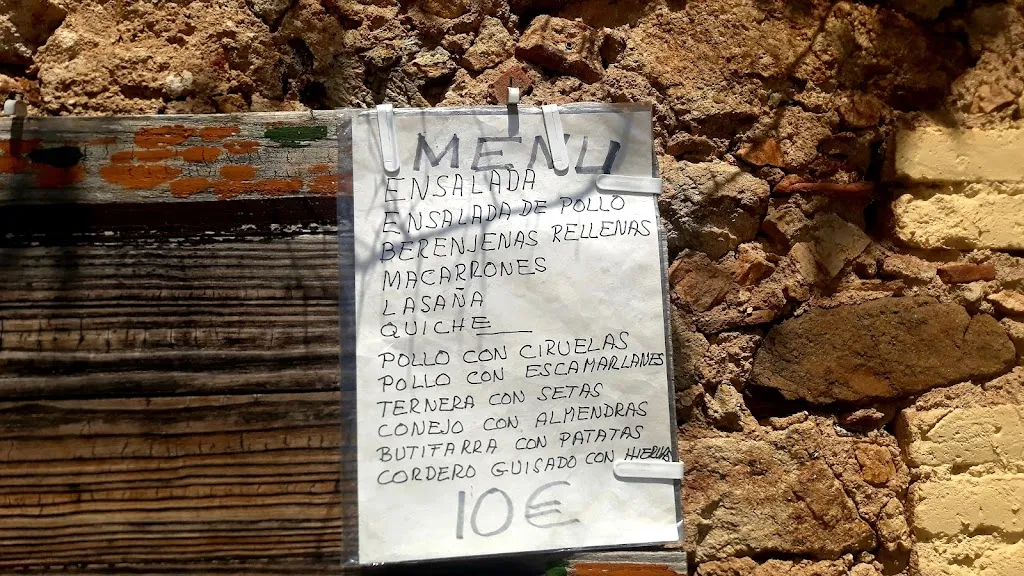 MENU
ENSALADA
ENSALADA DE POLLO
BERENJENAS RELLENAS
MACARRONES
LASAÑA
QUICHE
POLLO CON CIRUELAS
POLLO CON ESCAMARLANES
TERNERA CON SETAS
CONEJO CON ALMENDRAS
BUTIFARRA CON PATATAS
CORDERO GUISADO CON
10€